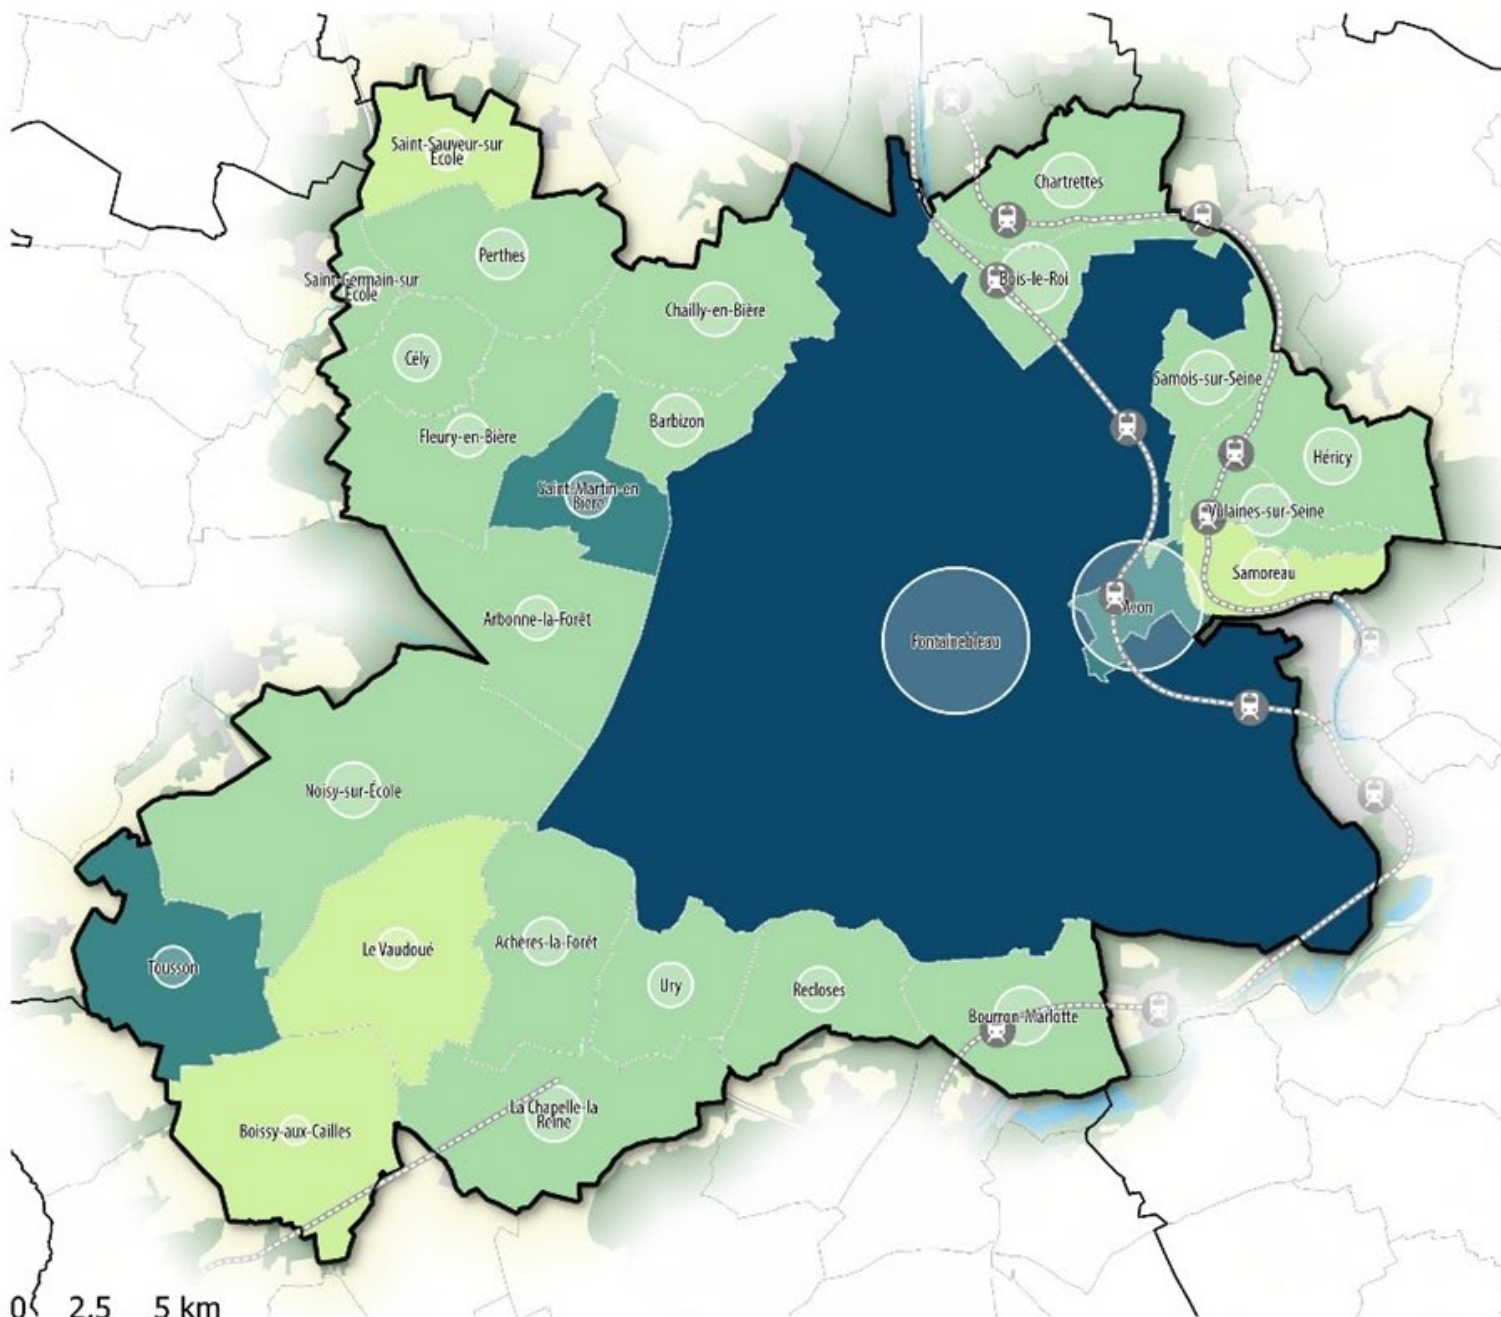 Saint-Sauveur-sur
École
Chartrettes
Perthes
Bois-le-Roi
Saint-Germain-sur
École
Chailly-en-Bière
Cély
Samois-sur-Seine
Barbizon
Fleury-en-Bière
Héricy
Saint-Martin-en
Bière
Vulaines-sur-Seine
Samoreau
Avon
Arbonne-la-Forêt
Fontainebleau
Noisy-sur-École
Le Vaudoué
Achères-la-Forêt
Tousson
Ury
Recloses
Bourron-Marlotte
La Chapelle-la
Reine
Boissy-aux-Cailles
0 2,5 5 km